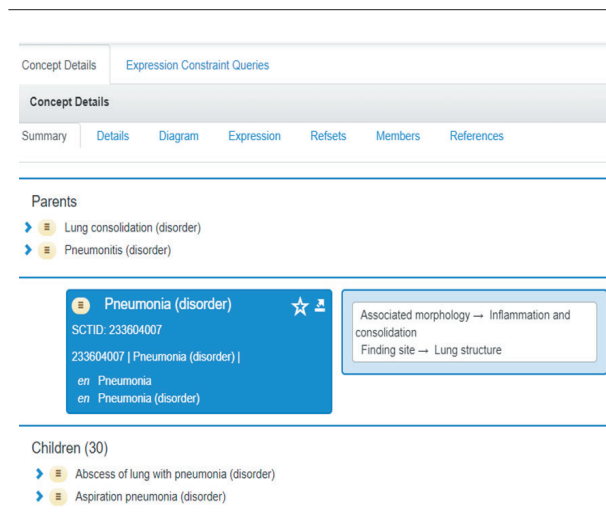 Concept Details Expression Constraint Queries
Concept Details
Summary Details Diagram Expression Refsets Members References
Parents
Lung consolidation (disorder)
Pneumonitis (disorder)
Pneumonia (disorder)
SCTID: 233604007
233604007 | Pneumonia (disorder) |
en Pneumonia
en Pneumonia (disorder)
Associated morphology → Inflammation and
consolidation
Finding site → Lung structure
Children (30)
Abscess of lung with pneumonia (disorder)
Aspiration pneumonia (disorder)